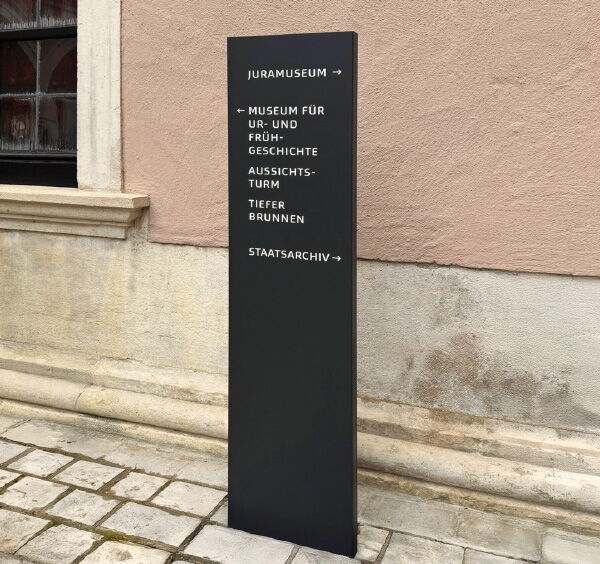 JURAMUSEUM →
← MUSEUM FÜR
UR- UND
FRÜH-
GESCHICHTE
AUSSICHTS-
TURM
TIEFER
BRUNNEN
STAATSARCHIV →